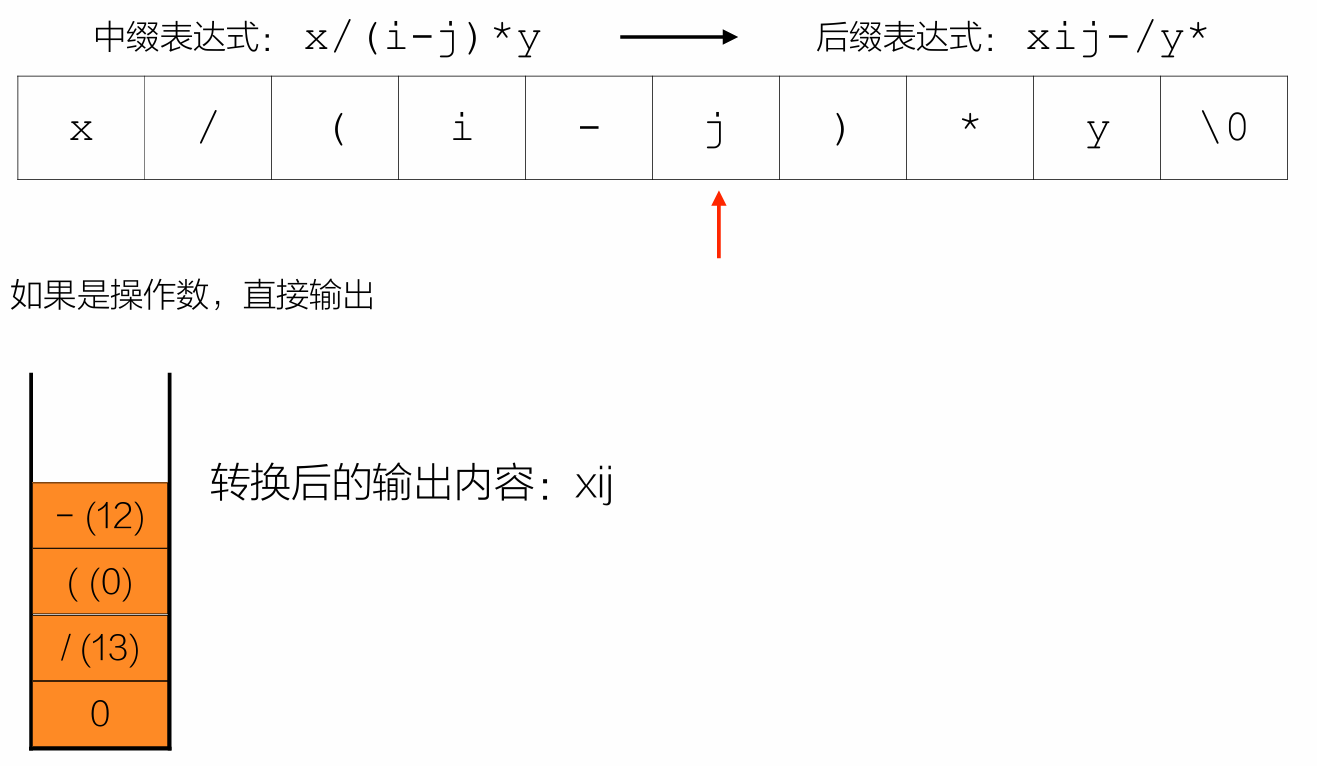 中缀表达式： x/(i-j)*y 后缀表达式： xij-/y*
x / ( i - j ) * y \0
如果是操作数，直接输出
转换后的输出内容：xij
- (12)
( (0)
/ (13)
0